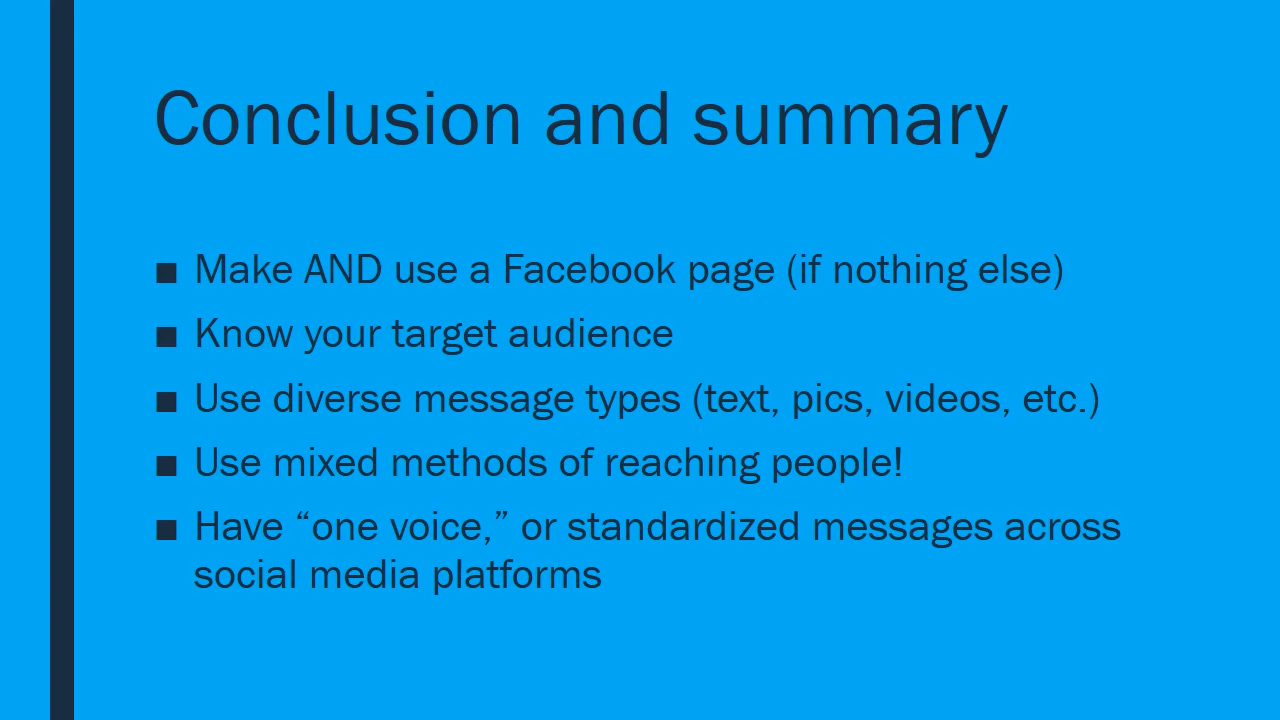 Conclusion and summary
■ Make AND use a Facebook page (if nothing else)
■ Know your target audience
■ Use diverse message types (text, pics, videos, etc.)
■ Use mixed methods of reaching people!
■ Have “one voice,” or standardized messages across
social media platforms